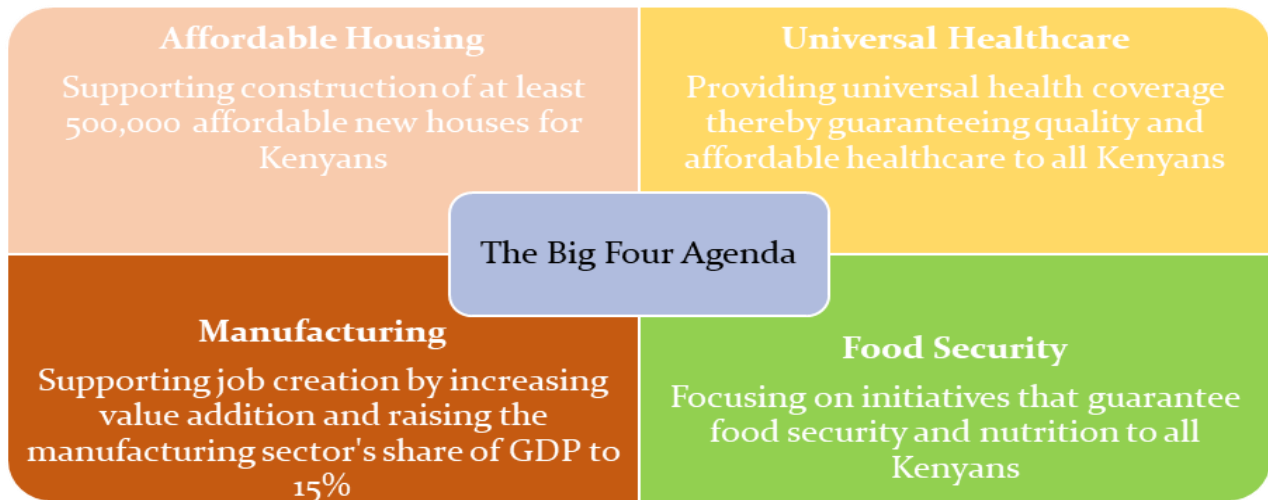 Affordable Housing
Supporting construction of at least
500,000 affordable new houses for
Kenyans
Universal Healthcare
Providing universal health coverage
thereby guaranteeing quality and
affordable healthcare to all Kenyans
The Big Four Agenda
Manufacturing
Supporting job creation by increasing
value addition and raising the
manufacturing sector's share of GDP to
15%
Food Security
Focusing on initiatives that guarantee
food security and nutrition to all
Kenyans